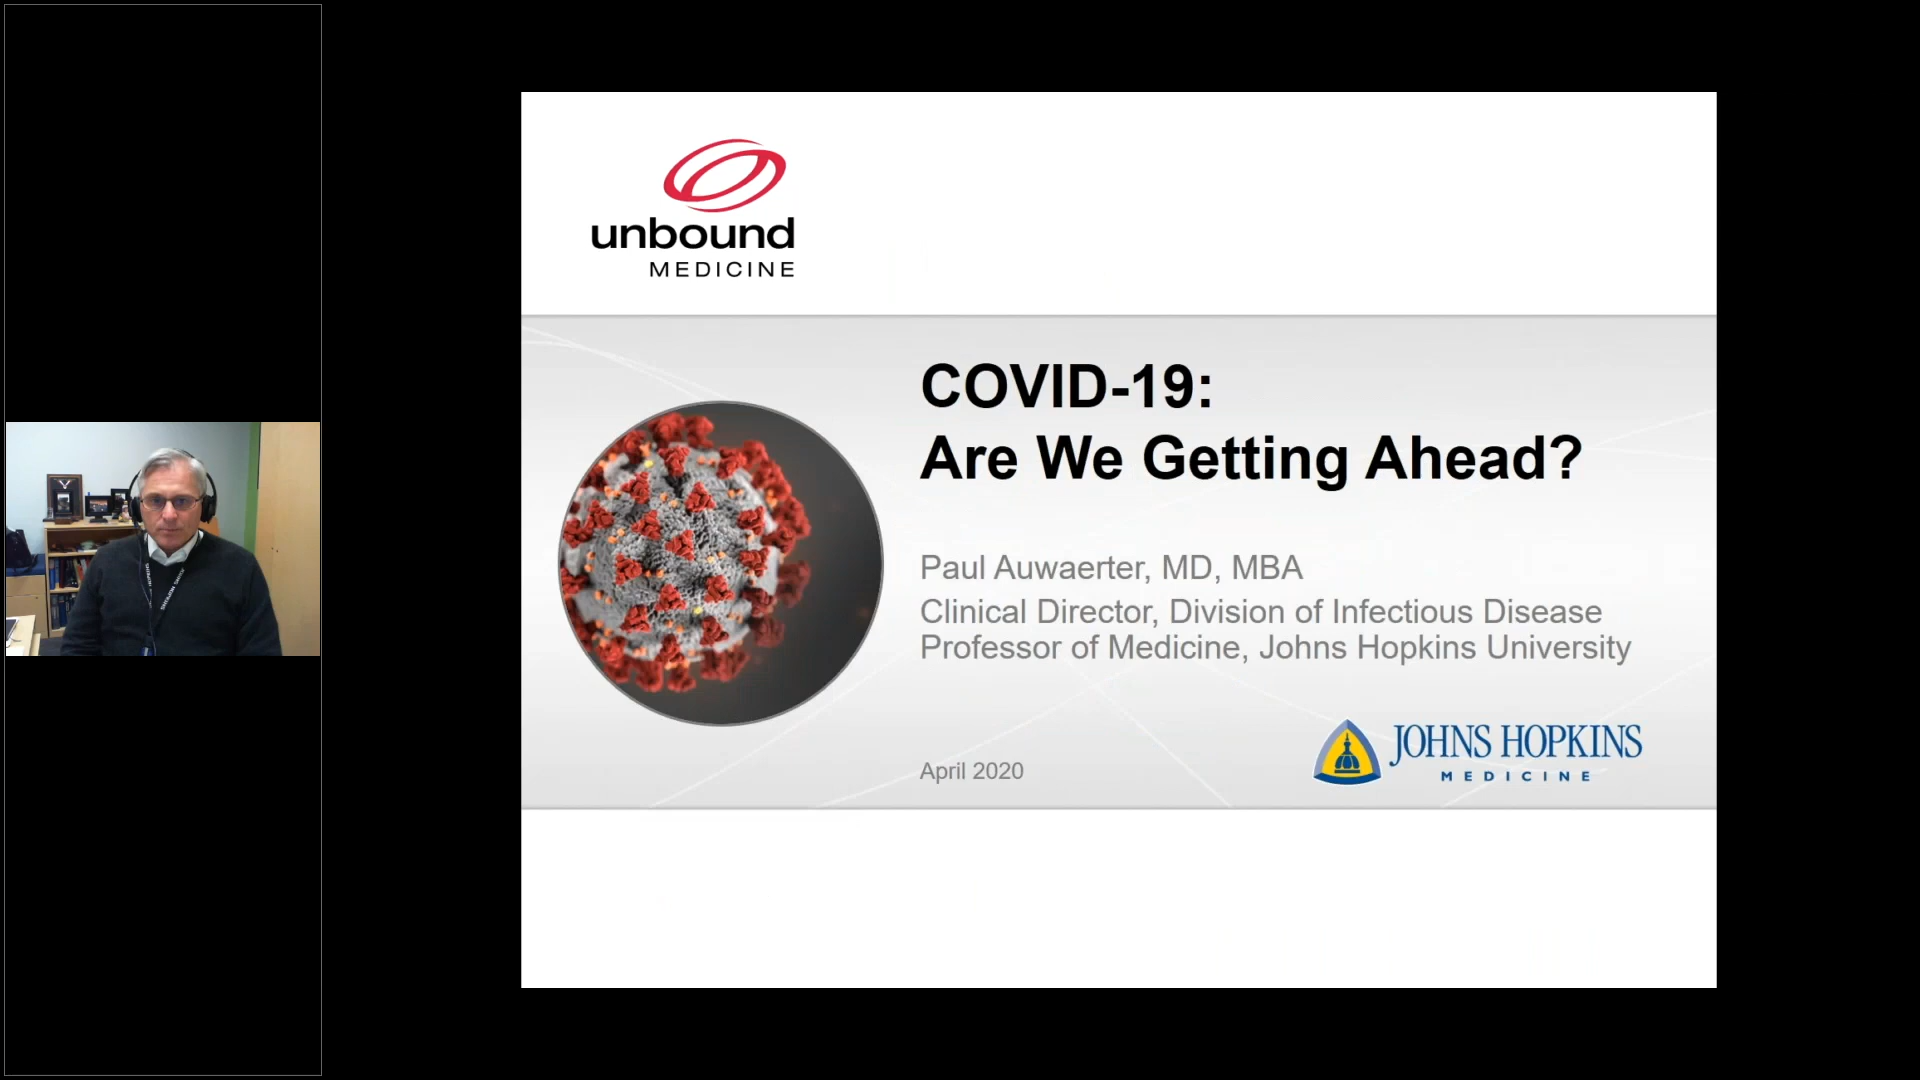 unbound
MEDICINE
COVID-19:
Are We Getting Ahead?
Paul Auwaerter, MD, MBA
Clinical Director, Division of Infectious Disease
Professor of Medicine, Johns Hopkins University
April 2020
JOHNS HOPKINS
MEDICINE